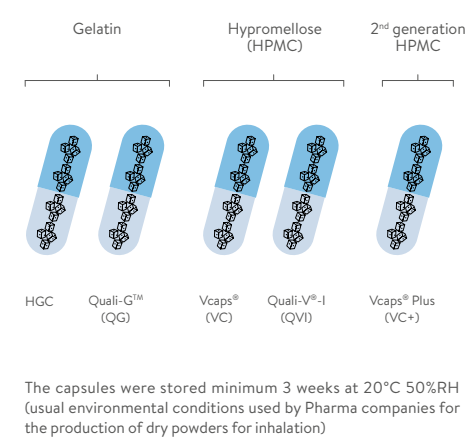 Gelatin
Hypromellose
(HPMC)
2nd generation
HPMC
HGC
Quali-G™
(QG)
Vcaps®
(VC)
Quali-V®-I
(QVI)
Vcaps® Plus
(VC+)
The capsules were stored minimum 3 weeks at 20°C 50%RH
(usual environmental conditions used by Pharma companies for
the production of dry powders for inhalation)